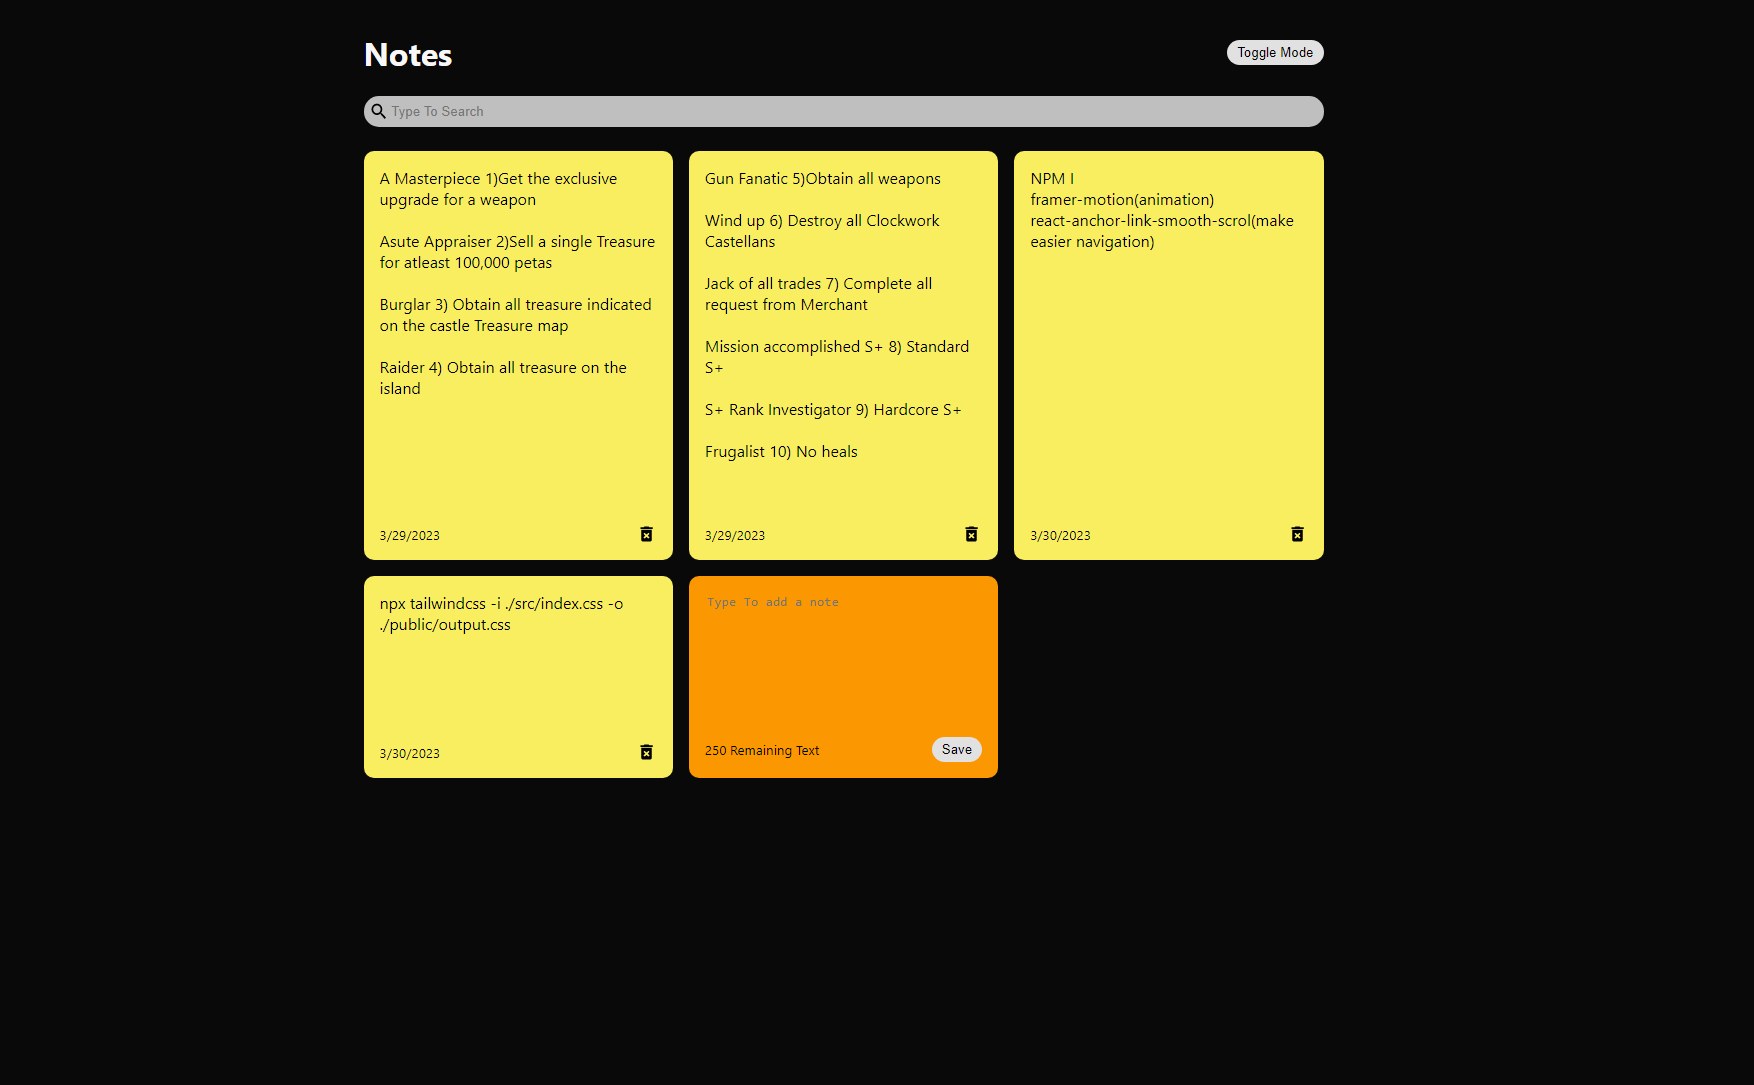 Notes
Toggle Mode
Type To Search
A Masterpiece 1)Get the exclusive
upgrade for a weapon
Asute Appraiser 2)Sell a single Treasure
for atleast 100,000 petas
Burglar 3) Obtain all treasure indicated
on the castle Treasure map
Raider 4) Obtain all treasure on the
island
3/29/2023
Gun Fanatic 5)Obtain all weapons
Wind up 6) Destroy all Clockwork
Castellans
Jack of all trades 7) Complete all
request from Merchant
Mission accomplished S+ 8) Standard
S+
S+ Rank Investigator 9) Hardcore S+
Frugalist 10) No heals
3/29/2023
NPM I
framer-motion(animation)
react-anchor-link-smooth-scrol(make
easier navigation)
3/30/2023
npx tailwindcss -i ./src/index.css -o
./public/output.css
3/30/2023
Type To add a note
250 Remaining Text
Save